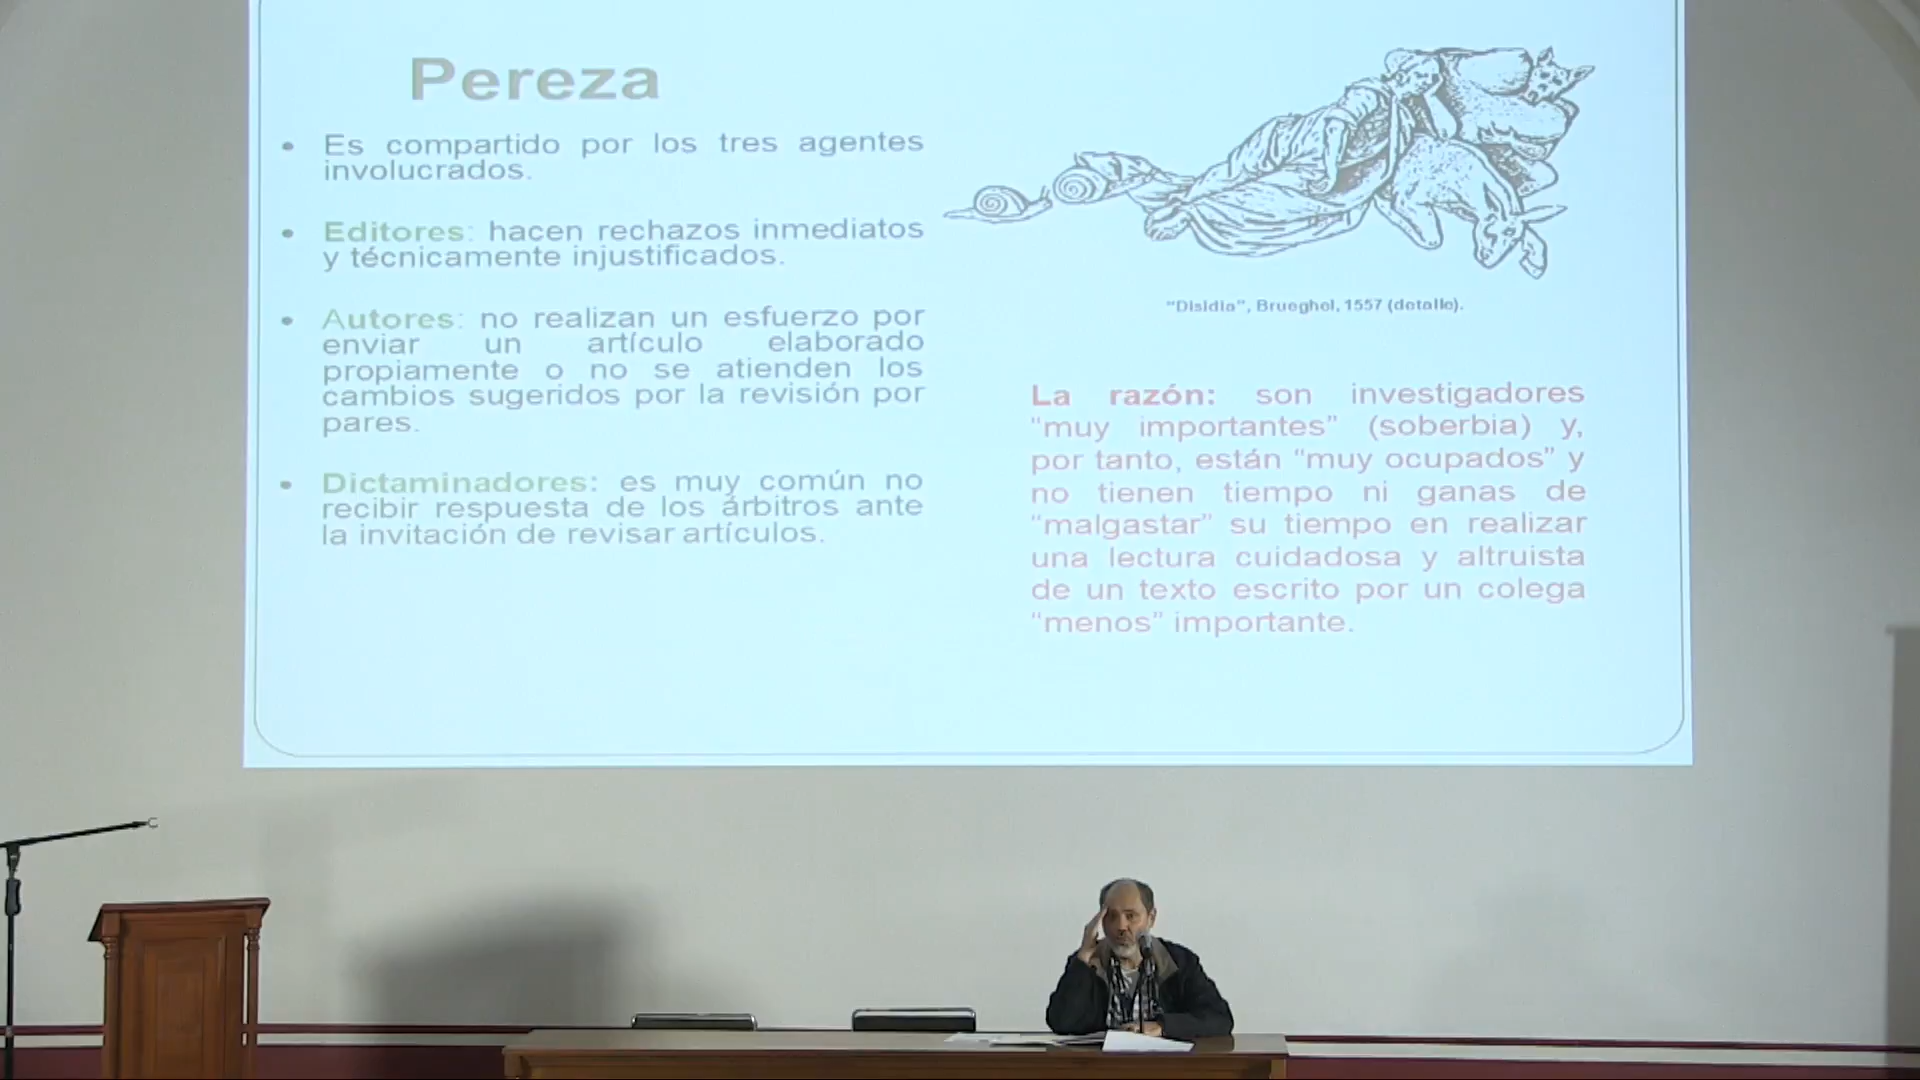 Pereza
• Es compartido por los tres agentes
involucrados.
• Editores: hacen rechazos inmediatos
y técnicamente injustificados.
• Autores: no realizan un esfuerzo por
enviar un artículo elaborado
propiamente o no se atienden los
cambios sugeridos por la revisión por
pares.
• Dictaminadores: es muy común no
recibir respuesta de los árbitros ante
la invitación de revisar artículos.
“Disidia”, Brueghel, 1557 (detalle).
La razón: son investigadores
“muy importantes” (soberbia) y,
por tanto, están “muy ocupados” y
no tienen tiempo ni ganas de
“malgastar” su tiempo en realizar
una lectura cuidadosa y altruista
de un texto escrito por un colega
“menos” importante.